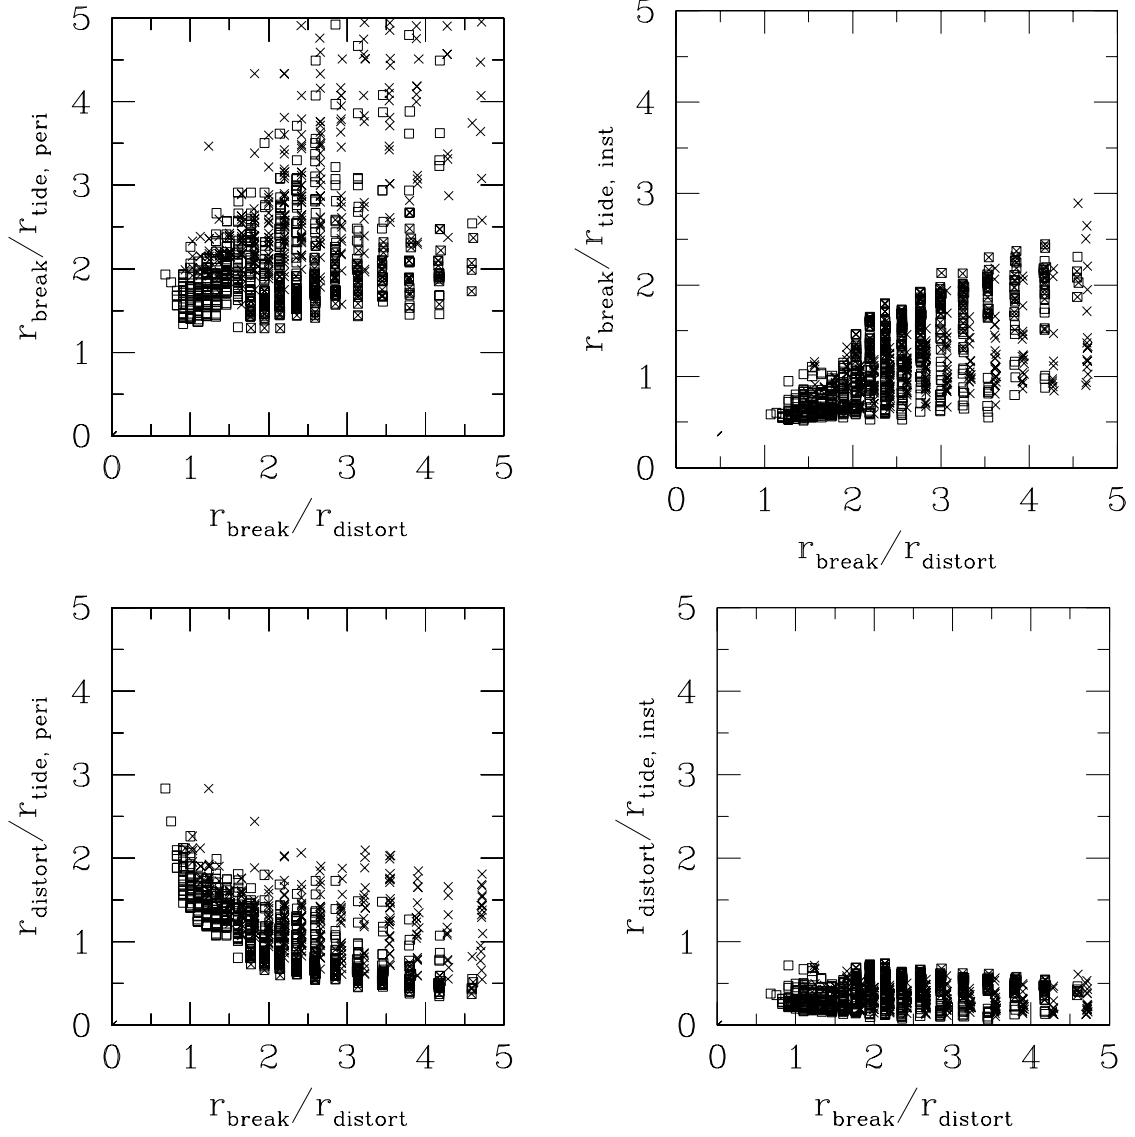 5
4
3
2
1
0
r_break/r_tide, peri
0 1 2 3 4 5
r_break/r_distort
5
4
3
2
1
0
r_break/r_tide, inst
0 1 2 3 4 5
r_break/r_distort
5
4
3
2
1
0
r_distort/r_tide, peri
0 1 2 3 4 5
r_break/r_distort
5
4
3
2
1
0
r_distort/r_tide, inst
0 1 2 3 4 5
r_break/r_distort